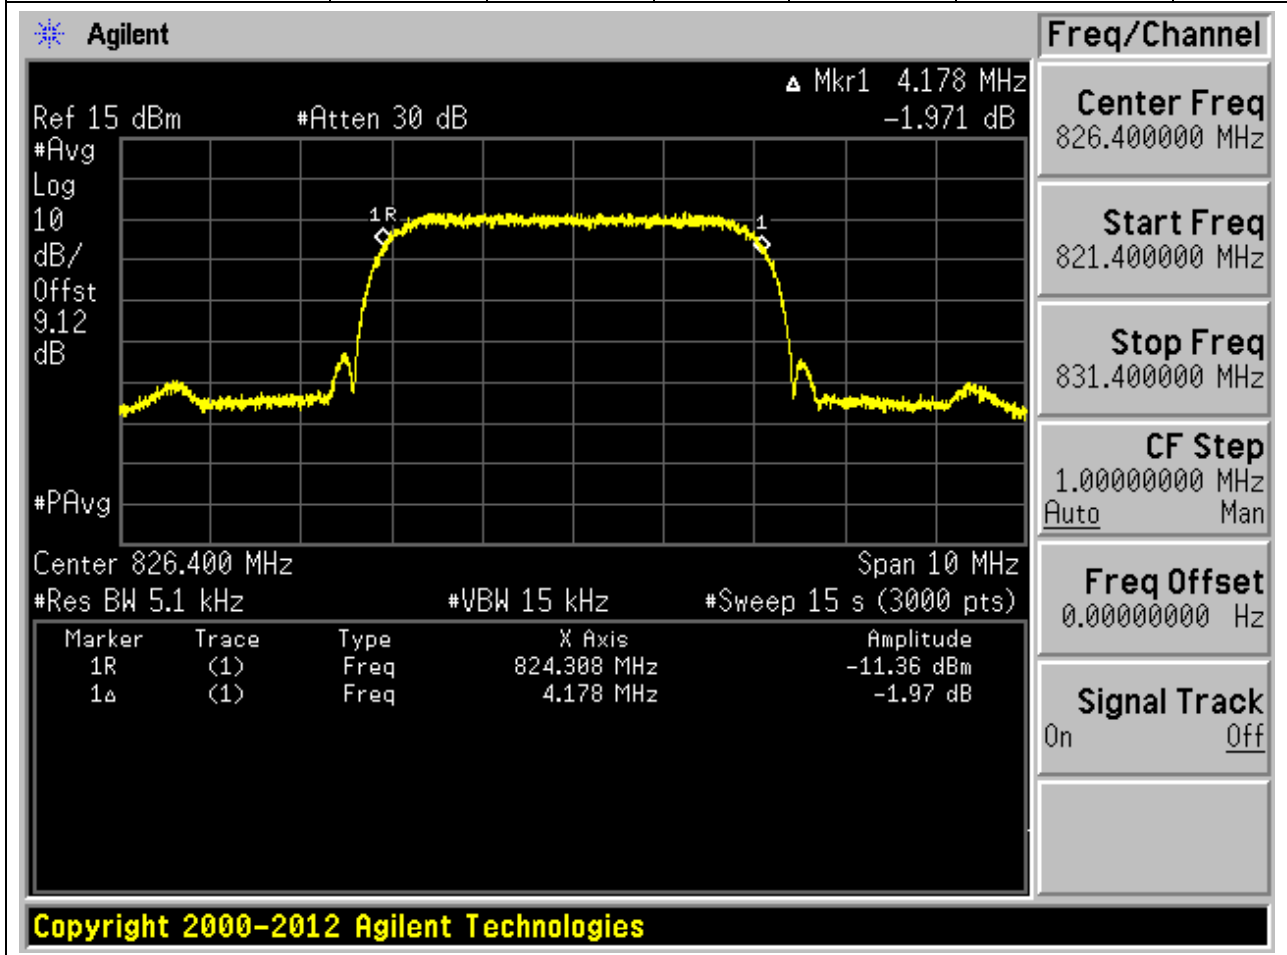 Agilent
Δ Mkr1 4.178 MHz
Ref 15 dBm #Atten 30 dB -1.971 dB
#Avg
Log
10
dB/
Offst
9.12
dB
#PAvg
1R
1
Center 826.400 MHz Span 10 MHz
#Res BW 5.1 kHz #VBW 15 kHz #Sweep 15 s (3000 pts)
Marker Trace Type X Axis Amplitude
1R (1) Freq 824.308 MHz -11.36 dBm
1Δ (1) Freq 4.178 MHz -1.97 dB
Freq/Channel
Center Freq
826.400000 MHz
Start Freq
821.400000 MHz
Stop Freq
831.400000 MHz
CF Step
1.00000000 MHz
Auto Man
Freq Offset
0.00000000 Hz
Signal Track
On Off
Copyright 2000-2012 Agilent Technologies